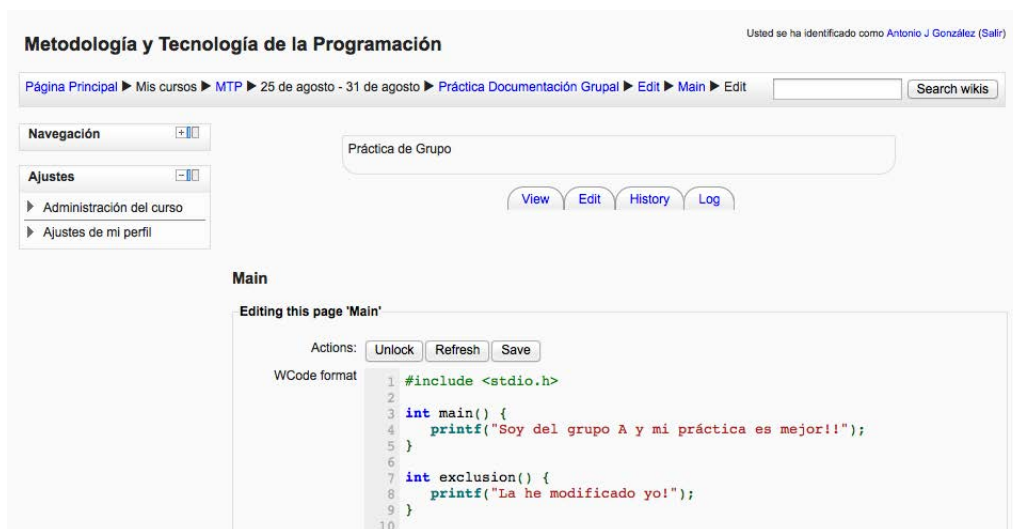 Metodología y Tecnología de la Programación
Usted se ha identificado como Antonio J González (Salir)
Página Principal ▶ Mis cursos ▶ MTP ▶ 25 de agosto - 31 de agosto ▶ Práctica Documentación Grupal ▶ Edit ▶ Main ▶ Edit
Search wikis
Navegación
Práctica de Grupo
Ajustes
View Edit History Log
Administración del curso
Ajustes de mi perfil
Main
Editing this page 'Main'
Actions: Unlock Refresh Save
WCode format
1 #include <stdio.h>
2
3 int main() {
4 printf("Soy del grupo A y mi práctica es mejor!!");
5 }
6
7 int exclusion() {
8 printf("La he modificado yo!");
9 }
10